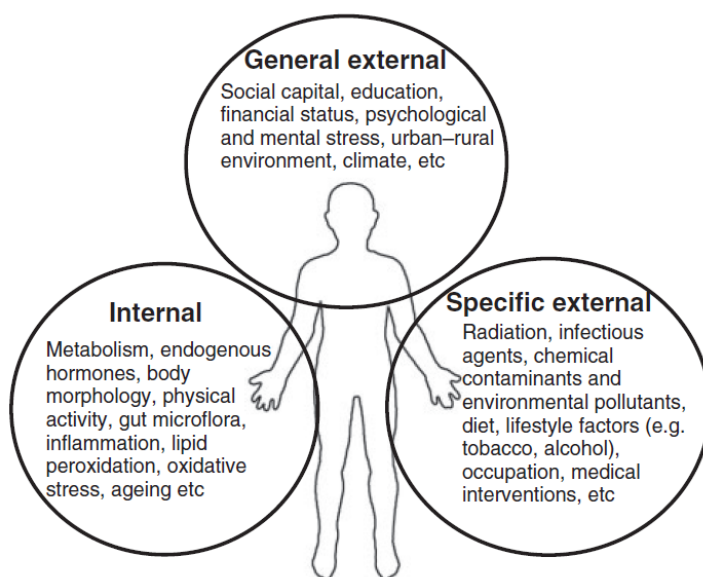 General external
Social capital, education,
financial status, psychological
and mental stress, urban–rural
environment, climate, etc
Internal
Metabolism, endogenous
hormones, body
morphology, physical
activity, gut microflora,
inflammation, lipid
peroxidation, oxidative
stress, ageing etc
Specific external
Radiation, infectious
agents, chemical
contaminants and
environmental pollutants,
diet, lifestyle factors (e.g.
tobacco, alcohol),
occupation, medical
interventions, etc